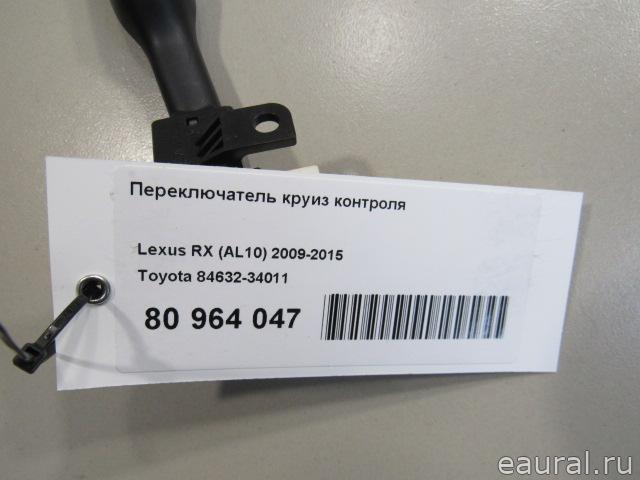 Переключатель круиз контроля
Lexus RX (AL10) 2009-2015
Toyota 84632-34011
80 964 047
eaural.ru